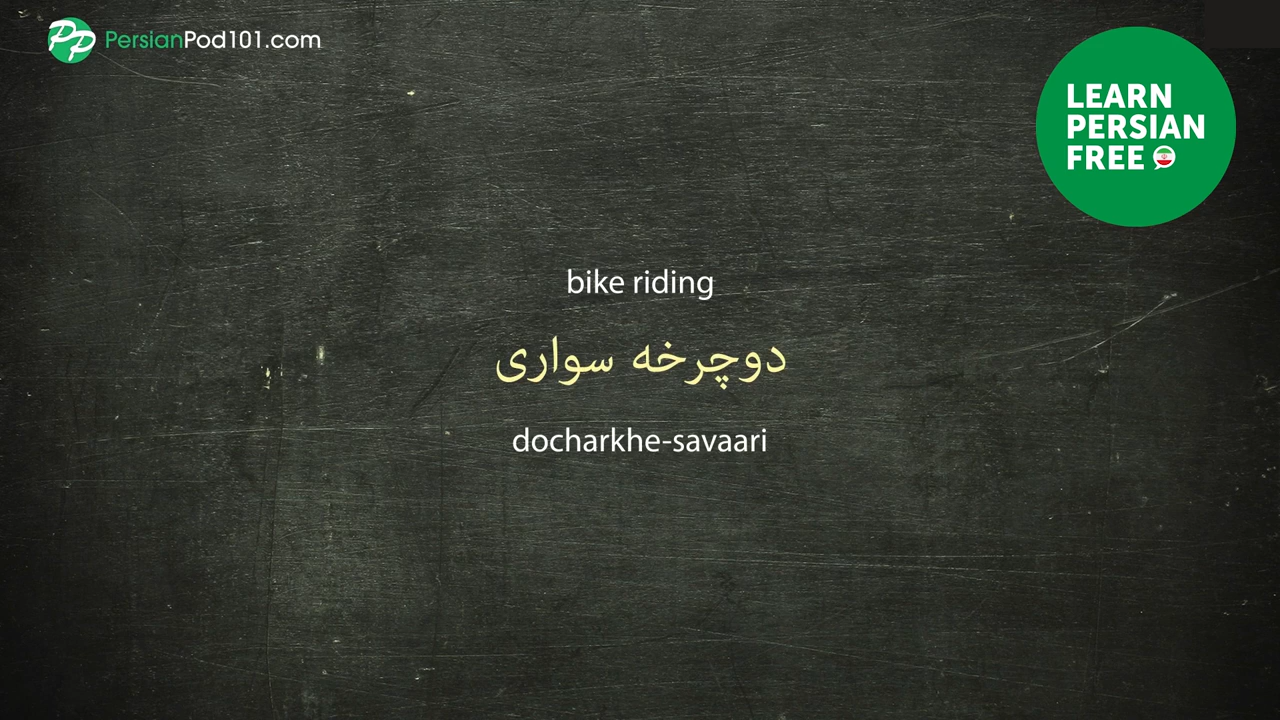 PersianPod101.com
LEARN
PERSIAN
FREE
bike riding
دوچرخه سواری
docharkhe-savaari